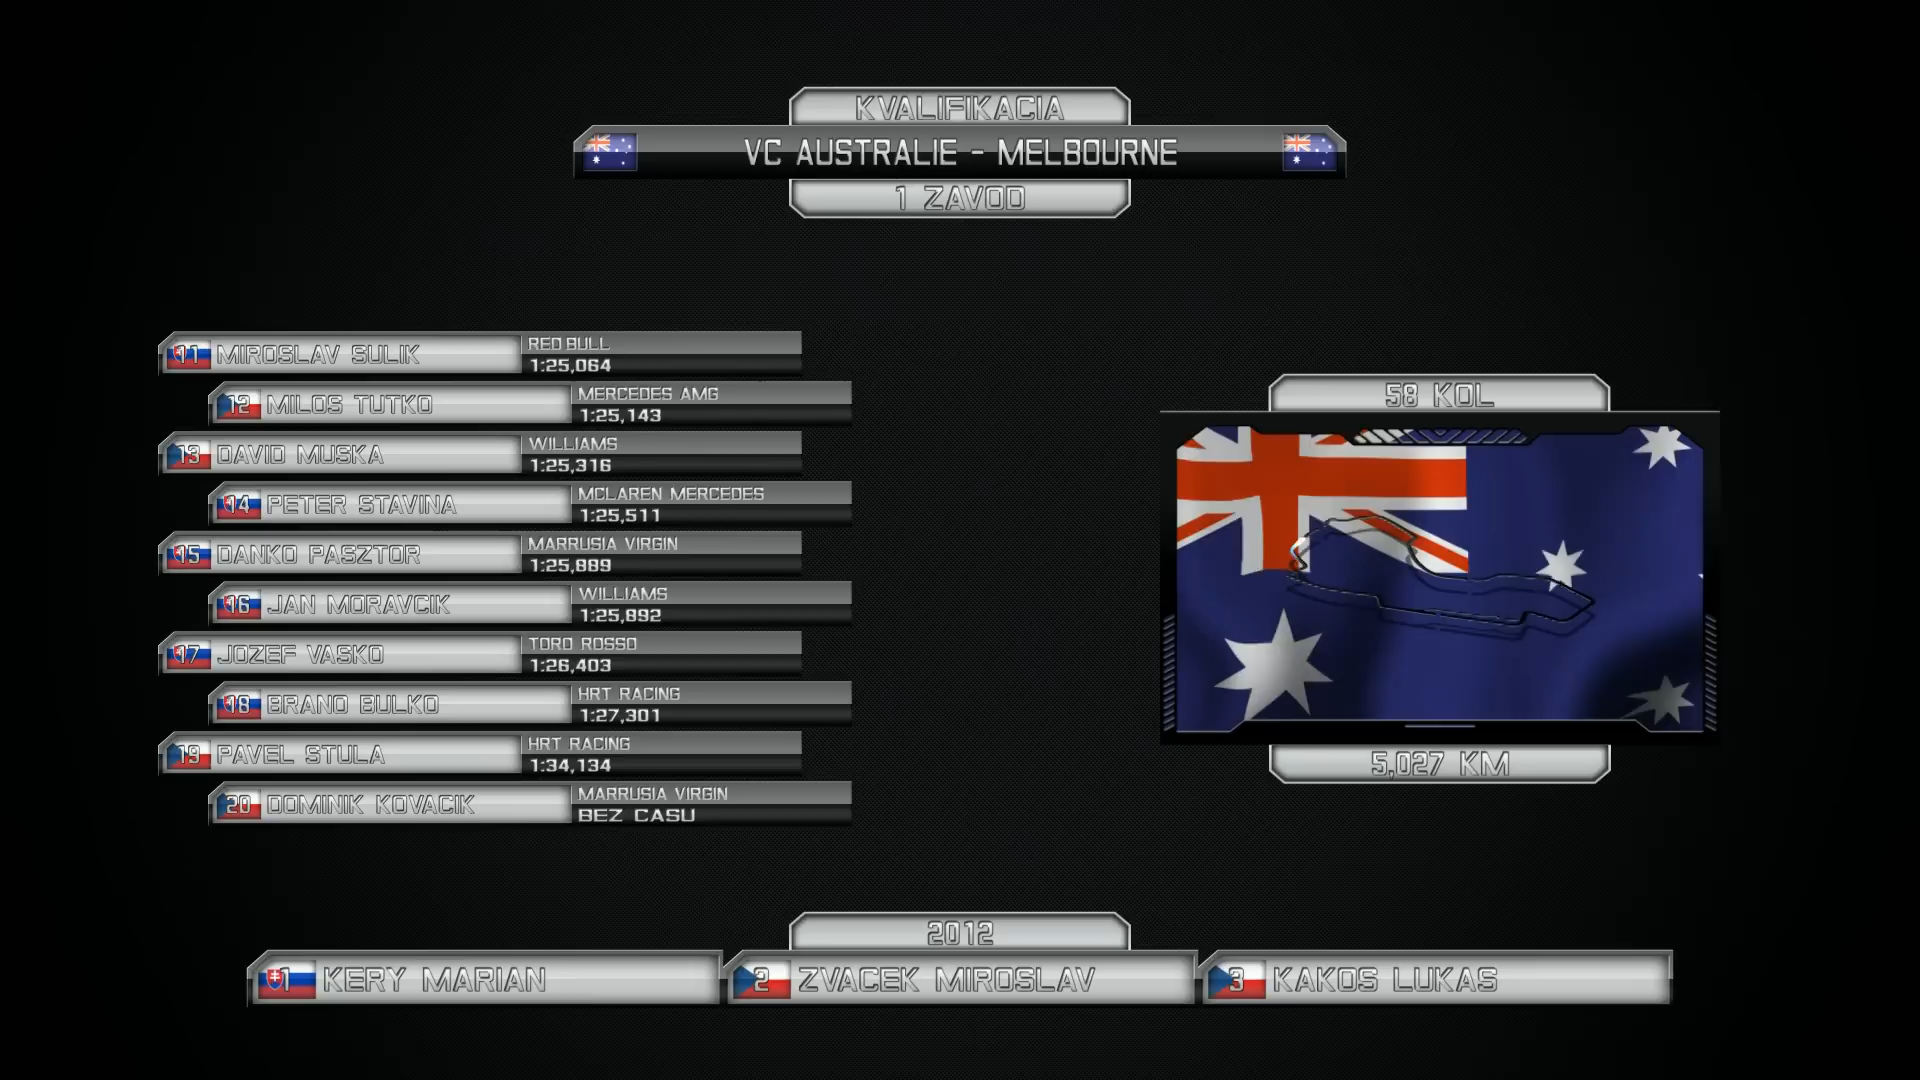 KVALIFIKACIA
VC AUSTRALIE - MELBOURNE
1 ZAVOD
11 MIROSLAV SULIK RED BULL
1:25,064
12 MILOS TUTKO MERCEDES AMG
1:25,143
13 DAVID MUSKA WILLIAMS
1:25,316
14 PETER STAVINA MCLAREN MERCEDES
1:25,511
15 DANKO PASZTOR MARRUSIA VIRGIN
1:25,889
16 JAN MORAVCIK WILLIAMS
1:25,892
17 JOZEF VASKO TORO ROSSO
1:26,403
18 BRANO BULKO HRT RACING
1:27,301
19 PAVEL STULA HRT RACING
1:34,134
20 DOMINIK KOVACIK MARRUSIA VIRGIN
BEZ CASU
58 KOL
5,027 KM
2012
1 KERY MARIAN
2 ZVACEK MIROSLAV
3 KAKOS LUKAS